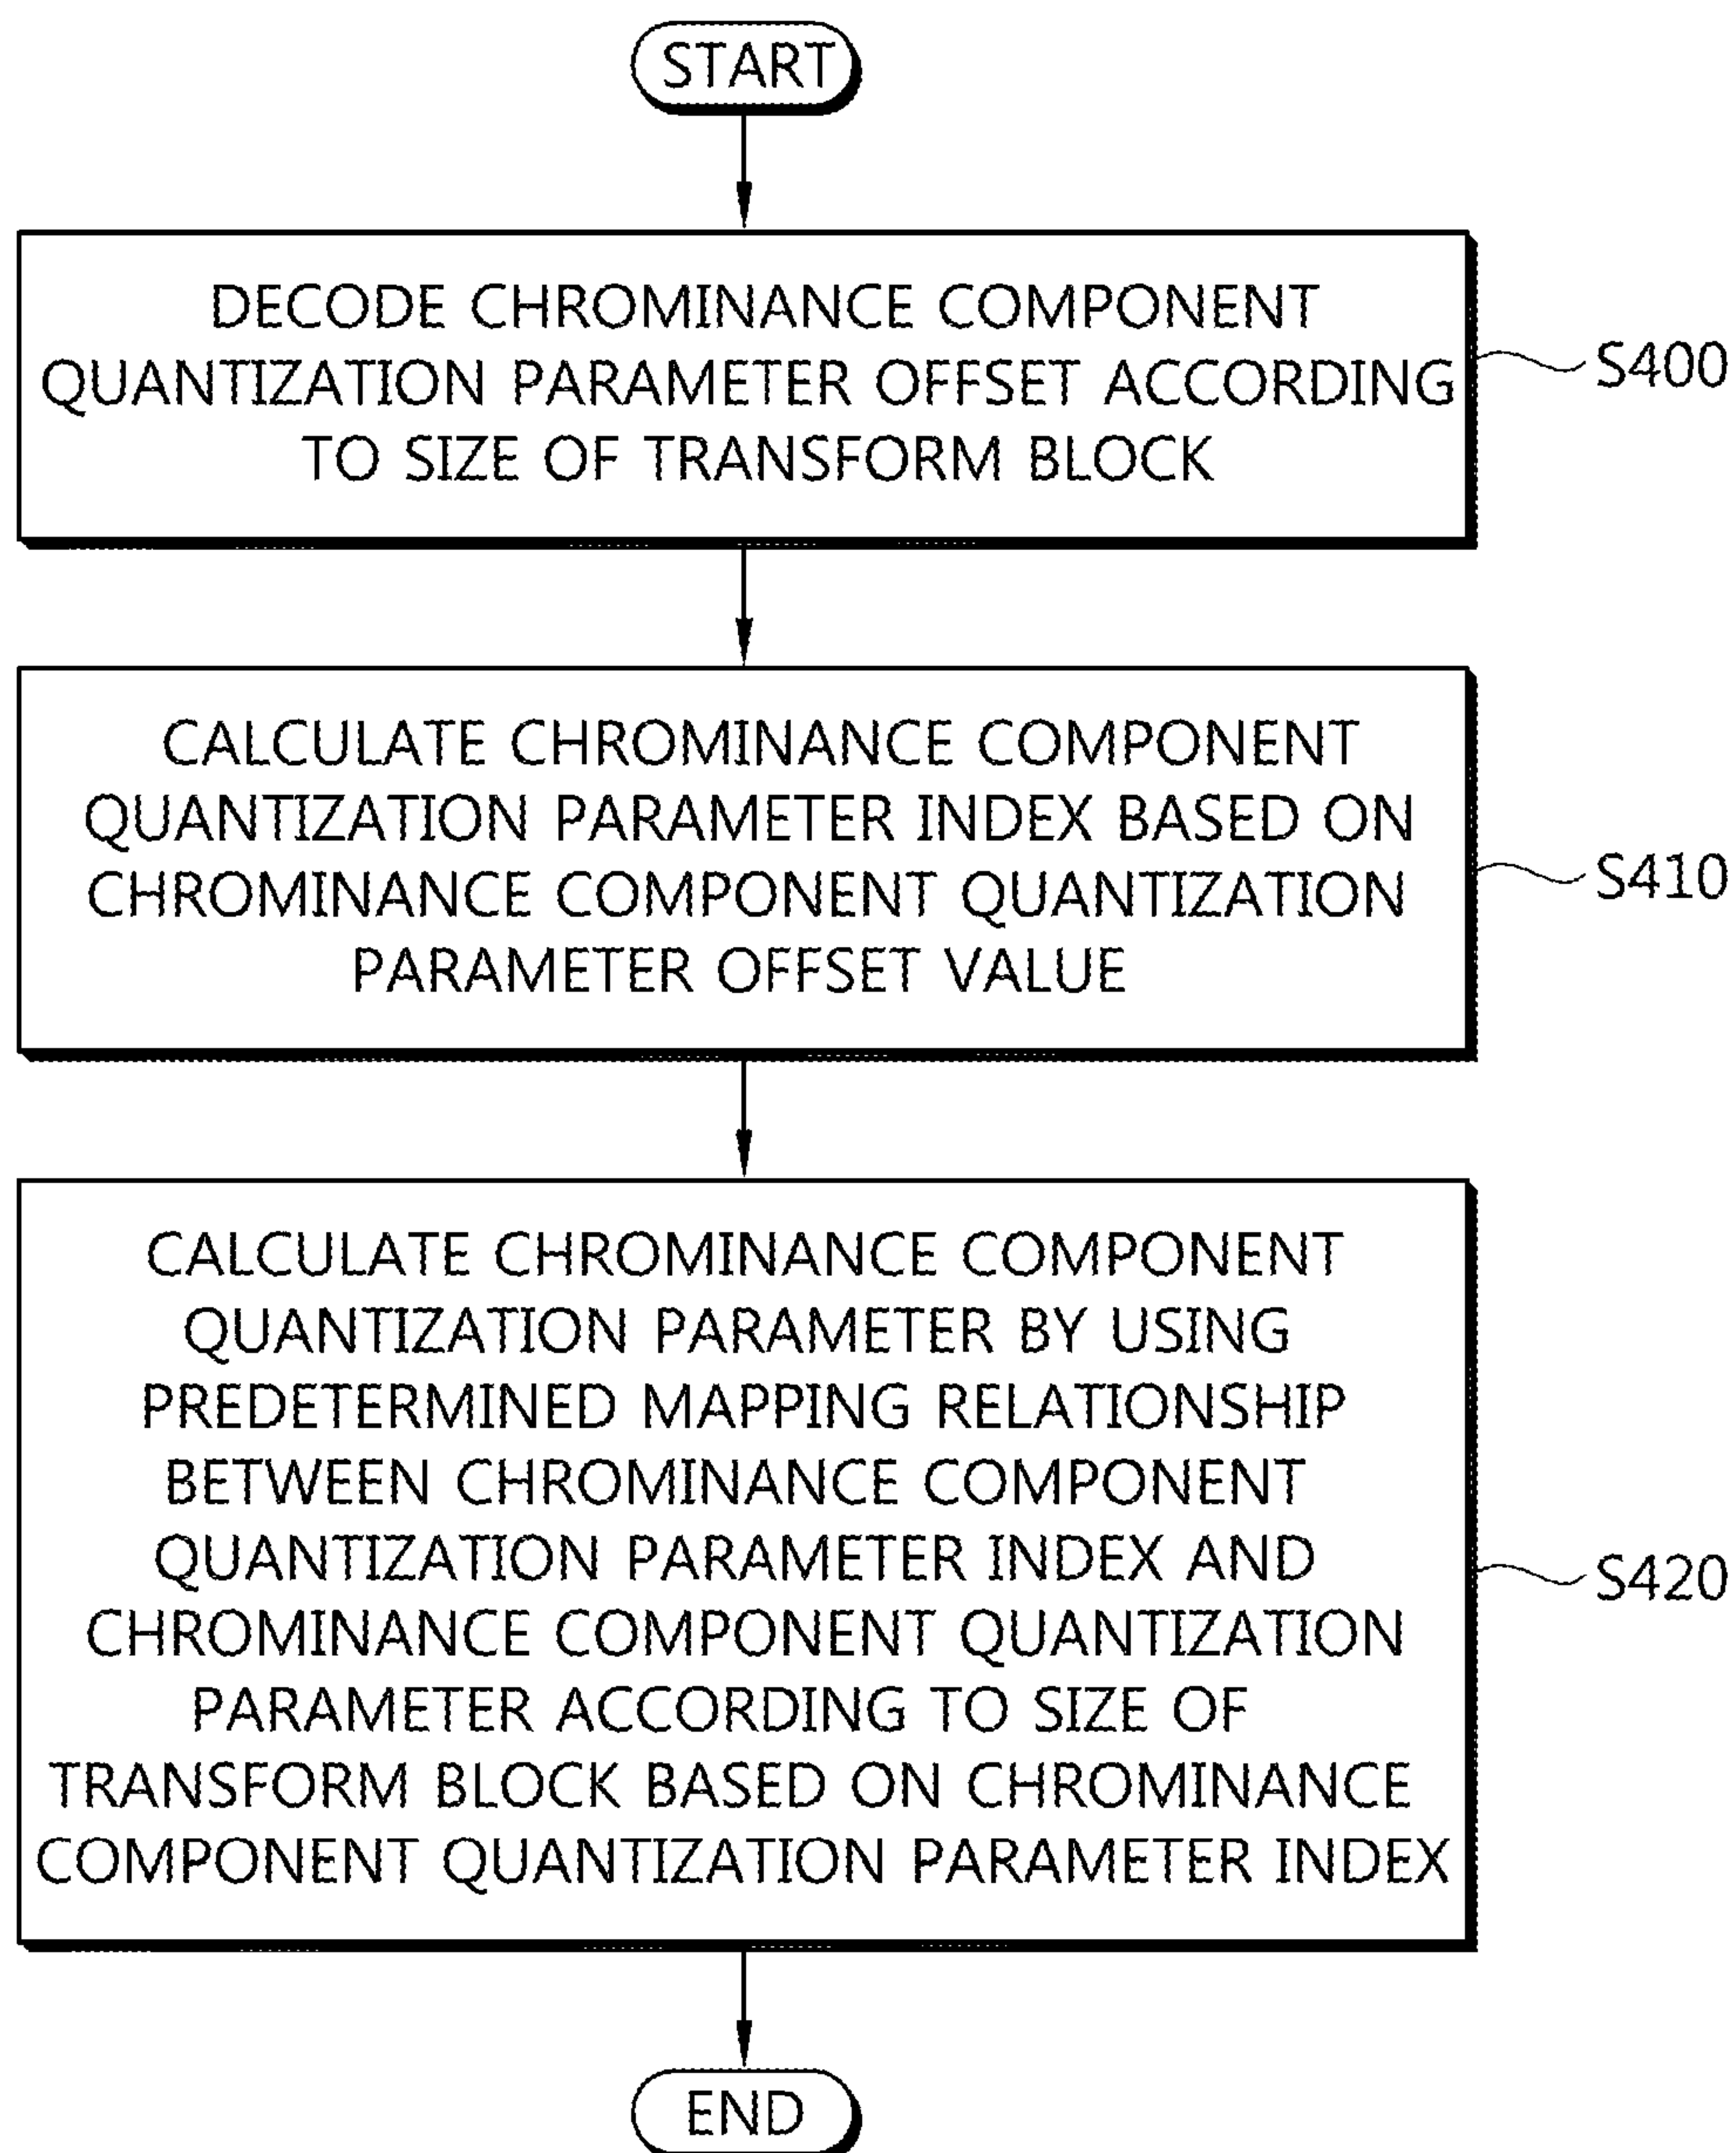 START
DECODE CHROMINANCE COMPONENT
QUANTIZATION PARAMETER OFFSET ACCORDING
TO SIZE OF TRANSFORM BLOCK
S400
CALCULATE CHROMINANCE COMPONENT
QUANTIZATION PARAMETER INDEX BASED ON
CHROMINANCE COMPONENT QUANTIZATION
PARAMETER OFFSET VALUE
S410
CALCULATE CHROMINANCE COMPONENT
QUANTIZATION PARAMETER BY USING
PREDETERMINED MAPPING RELATIONSHIP
BETWEEN CHROMINANCE COMPONENT
QUANTIZATION PARAMETER INDEX AND
CHROMINANCE COMPONENT QUANTIZATION
PARAMETER ACCORDING TO SIZE OF
TRANSFORM BLOCK BASED ON CHROMINANCE
COMPONENT QUANTIZATION PARAMETER INDEX
S420
END